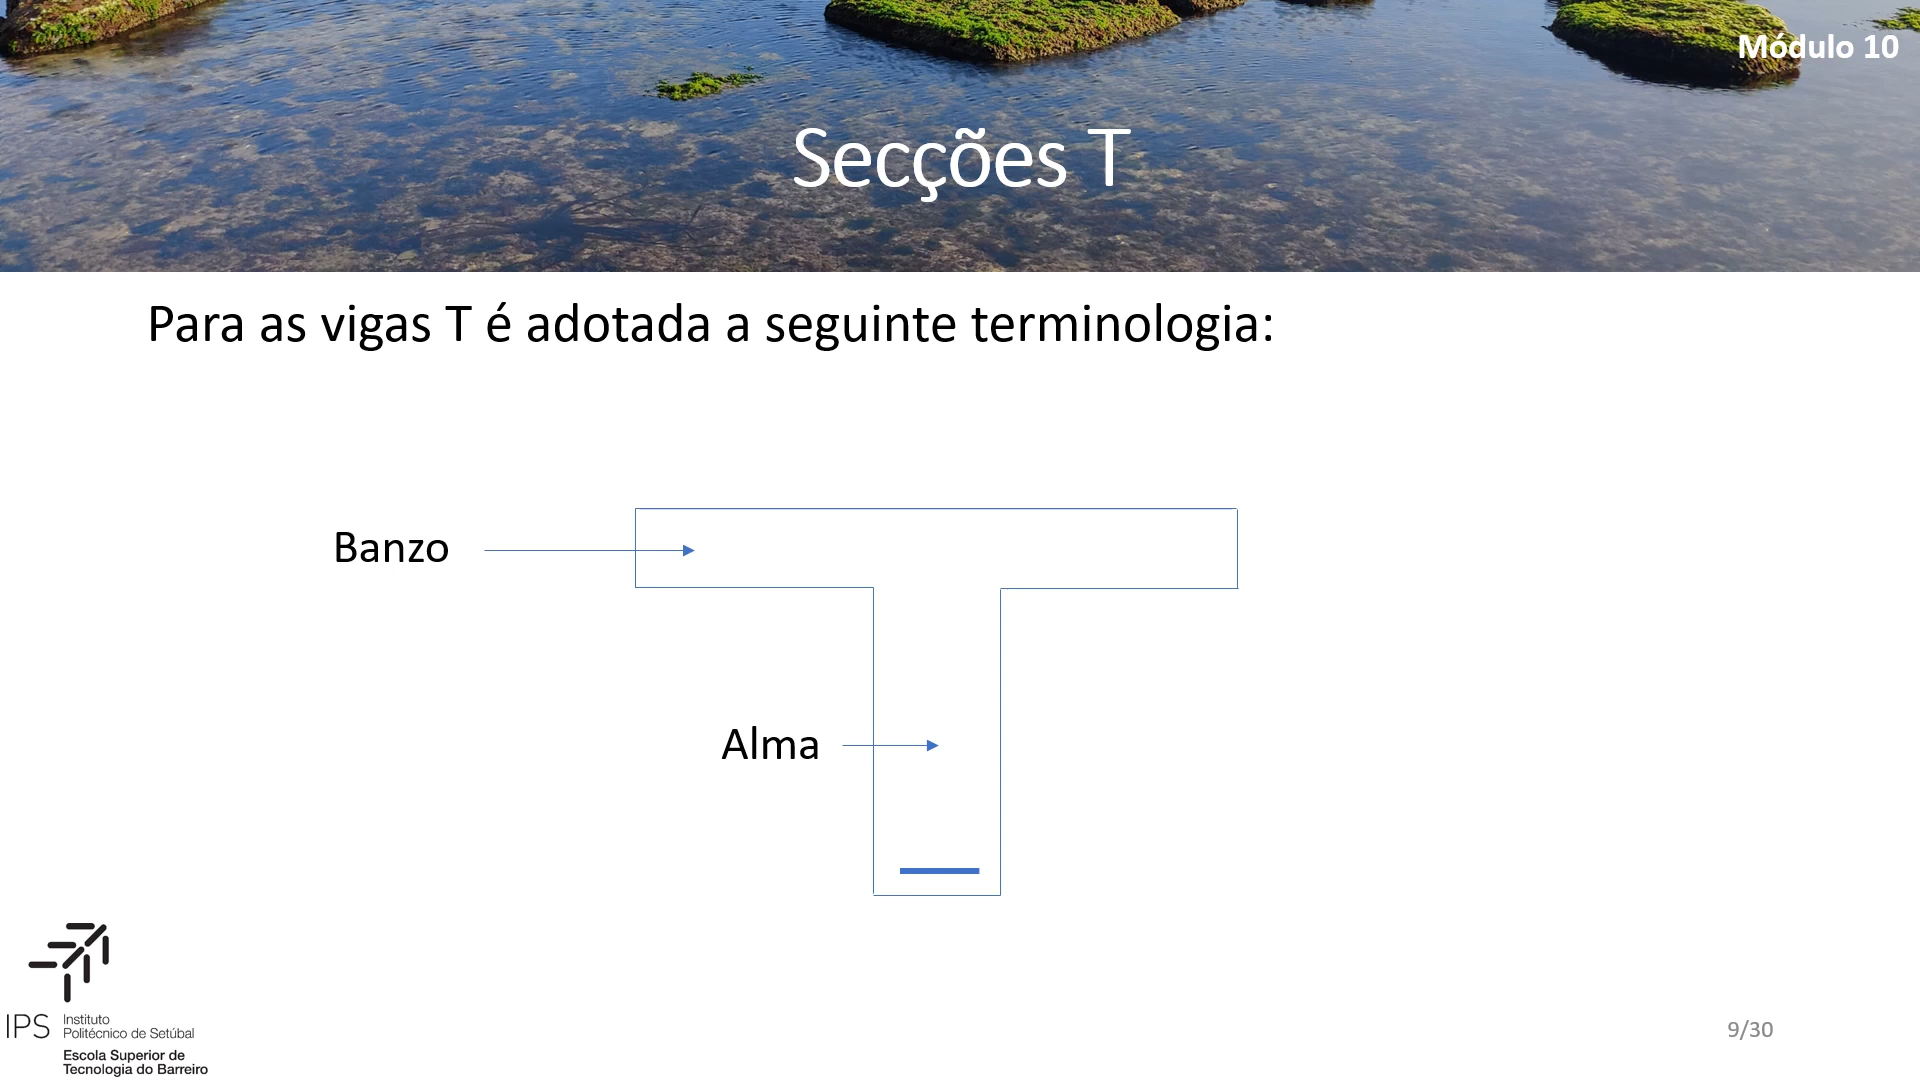 Módulo 10
Secções T
Para as vigas T é adotada a seguinte terminologia:
Banzo
Alma
IPS
Instituto
Politécnico de Setúbal
Escola Superior de
Tecnologia do Barreiro
9/30